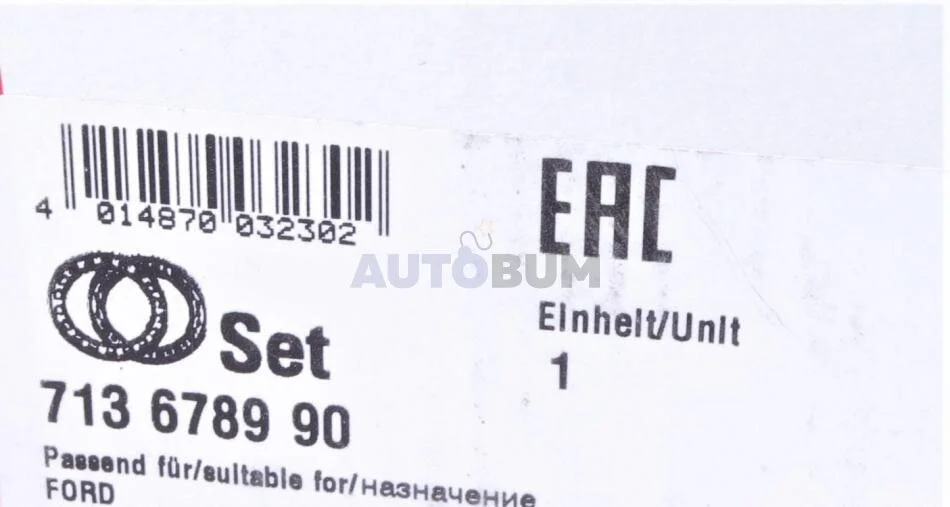 4 014870 032302
EAC
AUTOBUM
Einheit/Unit
1
Set
713 6789 90
Passend für/suitable for/назначение
FORD